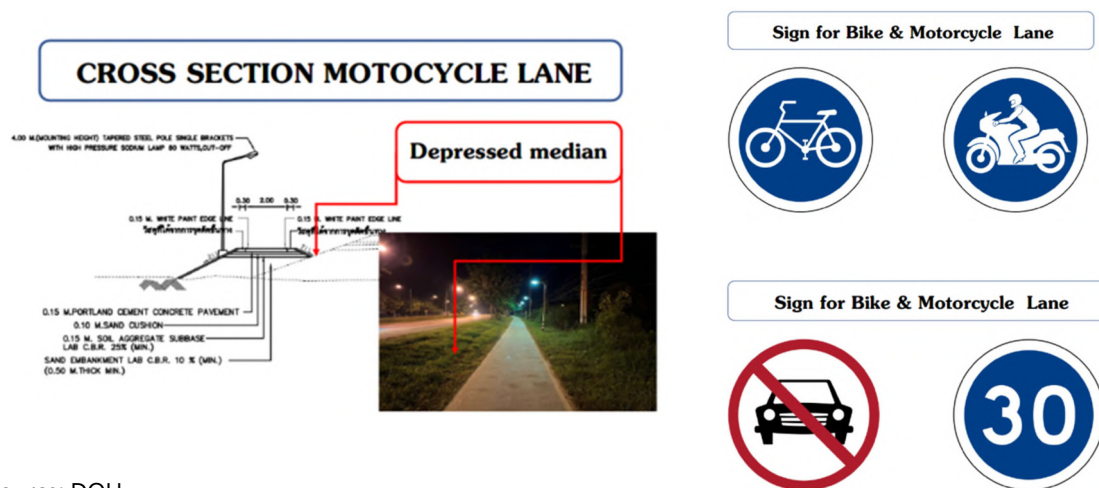 CROSS SECTION MOTOCYCLE LANE
4.00 M.(MOUNTING HEIGHT) TAPERED STEEL POLE SINGLE BRACKETS
WITH HIGH PRESSURE SODIUM LAMP 80 WATTS,CUT-OFF
Depressed median
0.30 2.00 0.30
0.15 M. WHITE PAINT EDGE LINE
0.15 M. WHITE PAINT EDGE LINE
0.15 M.PORTLAND CEMENT CONCRETE PAVEMENT
0.10 M.SAND CUSHION
0.15 M. SOIL AGGREGATE SUBBASE
LAB C.B.R. 25% (MIN.)
SAND EMBANKMENT LAB C.B.R. 10 % (MIN.)
(0.50 M.THICK MIN.)
Sign for Bike & Motorcycle Lane
Sign for Bike & Motorcycle Lane
30